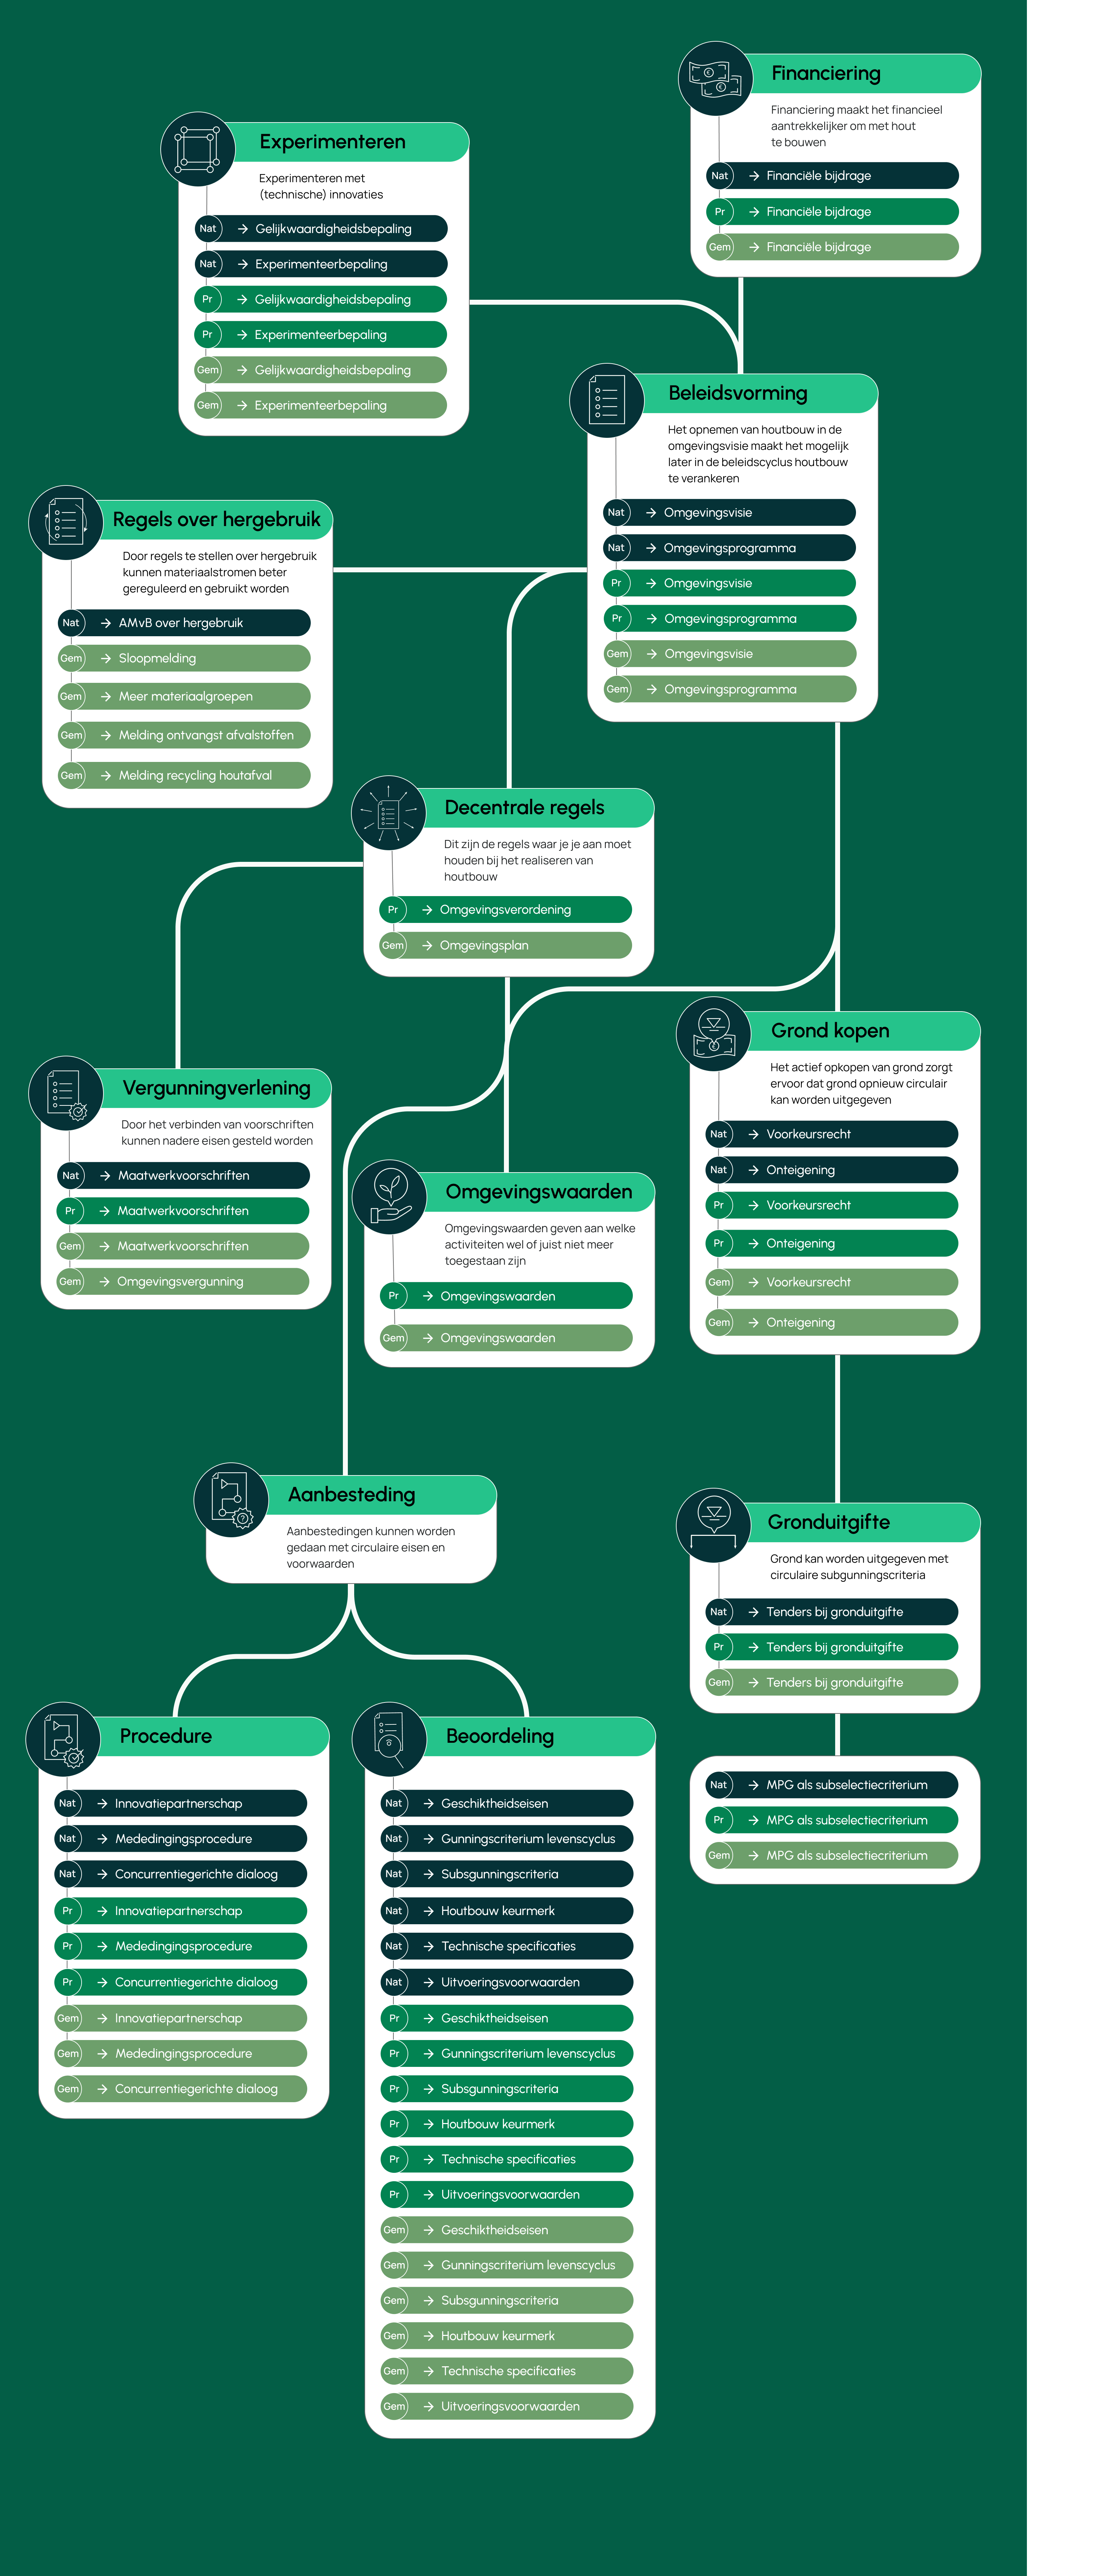 Financiering
Financiering maakt het financieel
aantrekkelijker om met hout
te bouwen
Nat → Financiële bijdrage
Pr → Financiële bijdrage
Gem → Financiële bijdrage
Experimenteren
Experimenteren met
(technische) innovaties
Nat → Gelijkwaardigheidsbepaling
Nat → Experimenteerbepaling
Pr → Gelijkwaardigheidsbepaling
Pr → Experimenteerbepaling
Gem → Gelijkwaardigheidsbepaling
Gem → Experimenteerbepaling
Beleidsvorming
Het opnemen van houtbouw in de
omgevingsvisie maakt het mogelijk
later in de beleidscyclus houtbouw
te verankeren
Nat → Omgevingsvisie
Nat → Omgevingsprogramma
Pr → Omgevingsvisie
Pr → Omgevingsprogramma
Gem → Omgevingsvisie
Gem → Omgevingsprogramma
Regels over hergebruik
Door regels te stellen over hergebruik
kunnen materiaalstromen beter
gereguleerd en gebruikt worden
Nat → AMvB over hergebruik
Gem → Sloopmelding
Gem → Meer materiaalgroepen
Gem → Melding ontvangst afvalstoffen
Gem → Melding recycling houtafval
Decentrale regels
Dit zijn de regels waar je je aan moet
houden bij het realiseren van
houtbouw
Pr → Omgevingsverordening
Gem → Omgevingsplan
Grond kopen
Het actief opkopen van grond zorgt
ervoor dat grond opnieuw circulair
kan worden uitgegeven
Nat → Voorkeursrecht
Nat → Onteigening
Pr → Voorkeursrecht
Pr → Onteigening
Gem → Voorkeursrecht
Gem → Onteigening
Vergunningverlening
Door het verbinden van voorschriften
kunnen nadere eisen gesteld worden
Nat → Maatwerkvoorschriften
Pr → Maatwerkvoorschriften
Gem → Maatwerkvoorschriften
Gem → Omgevingsvergunning
Omgevingswaarden
Omgevingswaarden geven aan welke
activiteiten wel of juist niet meer
toegestaan zijn
Pr → Omgevingswaarden
Gem → Omgevingswaarden
Aanbesteding
Aanbestedingen kunnen worden
gedaan met circulaire eisen en
voorwaarden
Gronduitgifte
Grond kan worden uitgegeven met
circulaire subgunningscriteria
Nat → Tenders bij gronduitgifte
Pr → Tenders bij gronduitgifte
Gem → Tenders bij gronduitgifte
Nat → MPG als subselectiecriterium
Pr → MPG als subselectiecriterium
Gem → MPG als subselectiecriterium
Procedure
Nat → Innovatiepartnerschap
Nat → Mededingingsprocedure
Nat → Concurrentiegerichte dialoog
Pr → Innovatiepartnerschap
Pr → Mededingingsprocedure
Pr → Concurrentiegerichte dialoog
Gem → Innovatiepartnerschap
Gem → Mededingingsprocedure
Gem → Concurrentiegerichte dialoog
Beoordeling
Nat → Geschiktheidseisen
Nat → Gunningscriterium levenscyclus
Nat → Subsgunningscriteria
Nat → Houtbouw keurmerk
Nat → Technische specificaties
Nat → Uitvoeringsvoorwaarden
Pr → Geschiktheidseisen
Pr → Gunningscriterium levenscyclus
Pr → Subsgunningscriteria
Pr → Houtbouw keurmerk
Pr → Technische specificaties
Pr → Uitvoeringsvoorwaarden
Gem → Geschiktheidseisen
Gem → Gunningscriterium levenscyclus
Gem → Subsgunningscriteria
Gem → Houtbouw keurmerk
Gem → Technische specificaties
Gem → Uitvoeringsvoorwaarden